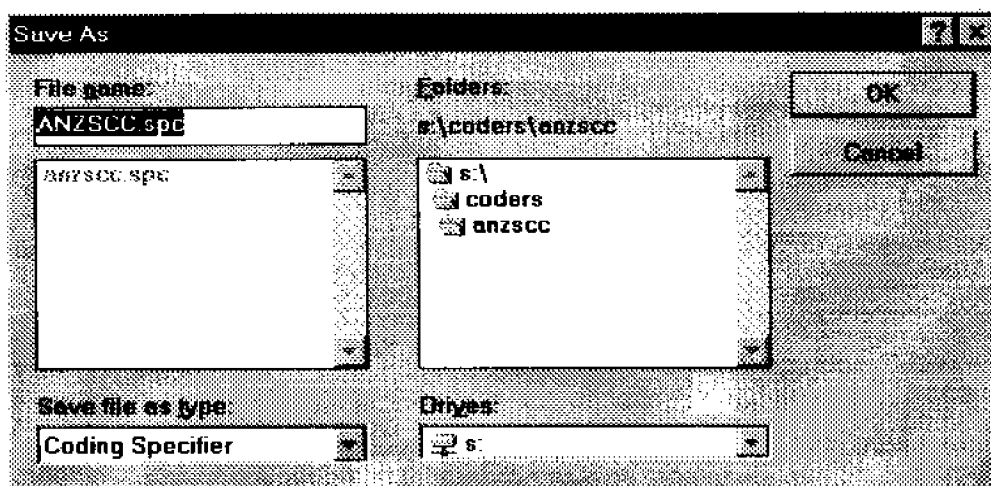 Save As
File name:
ANZSCC.spc
anzscc.spc
Save file as type:
Coding Specifier
Folders:
s:\coders\anzscc
s:\
coders
anzscc
Drives:
s:
OK
Cancel